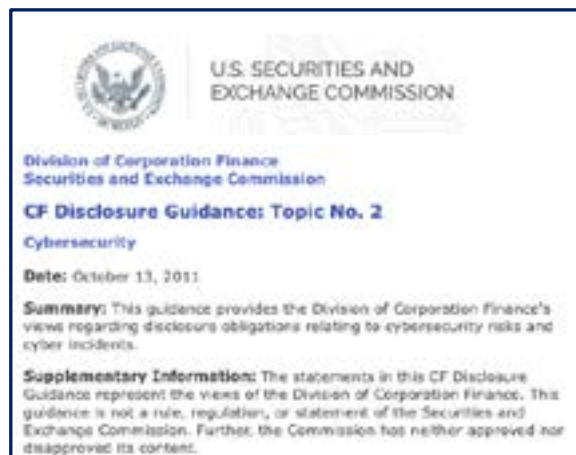 U.S. SECURITIES AND
EXCHANGE COMMISSION
Division of Corporation Finance
Securities and Exchange Commission
CF Disclosure Guidance: Topic No. 2
Cybersecurity
Date: October 13, 2011
Summary: This guidance provides the Division of Corporation Finance's
views regarding disclosure obligations relating to cybersecurity risks and
cyber incidents.
Supplementary Information: The statements in this CF Disclosure
Guidance represent the views of the Division of Corporation Finance. This
guidance is not a rule, regulation, or statement of the Securities and
Exchange Commission. Further, the Commission has neither approved nor
disapproved its content.